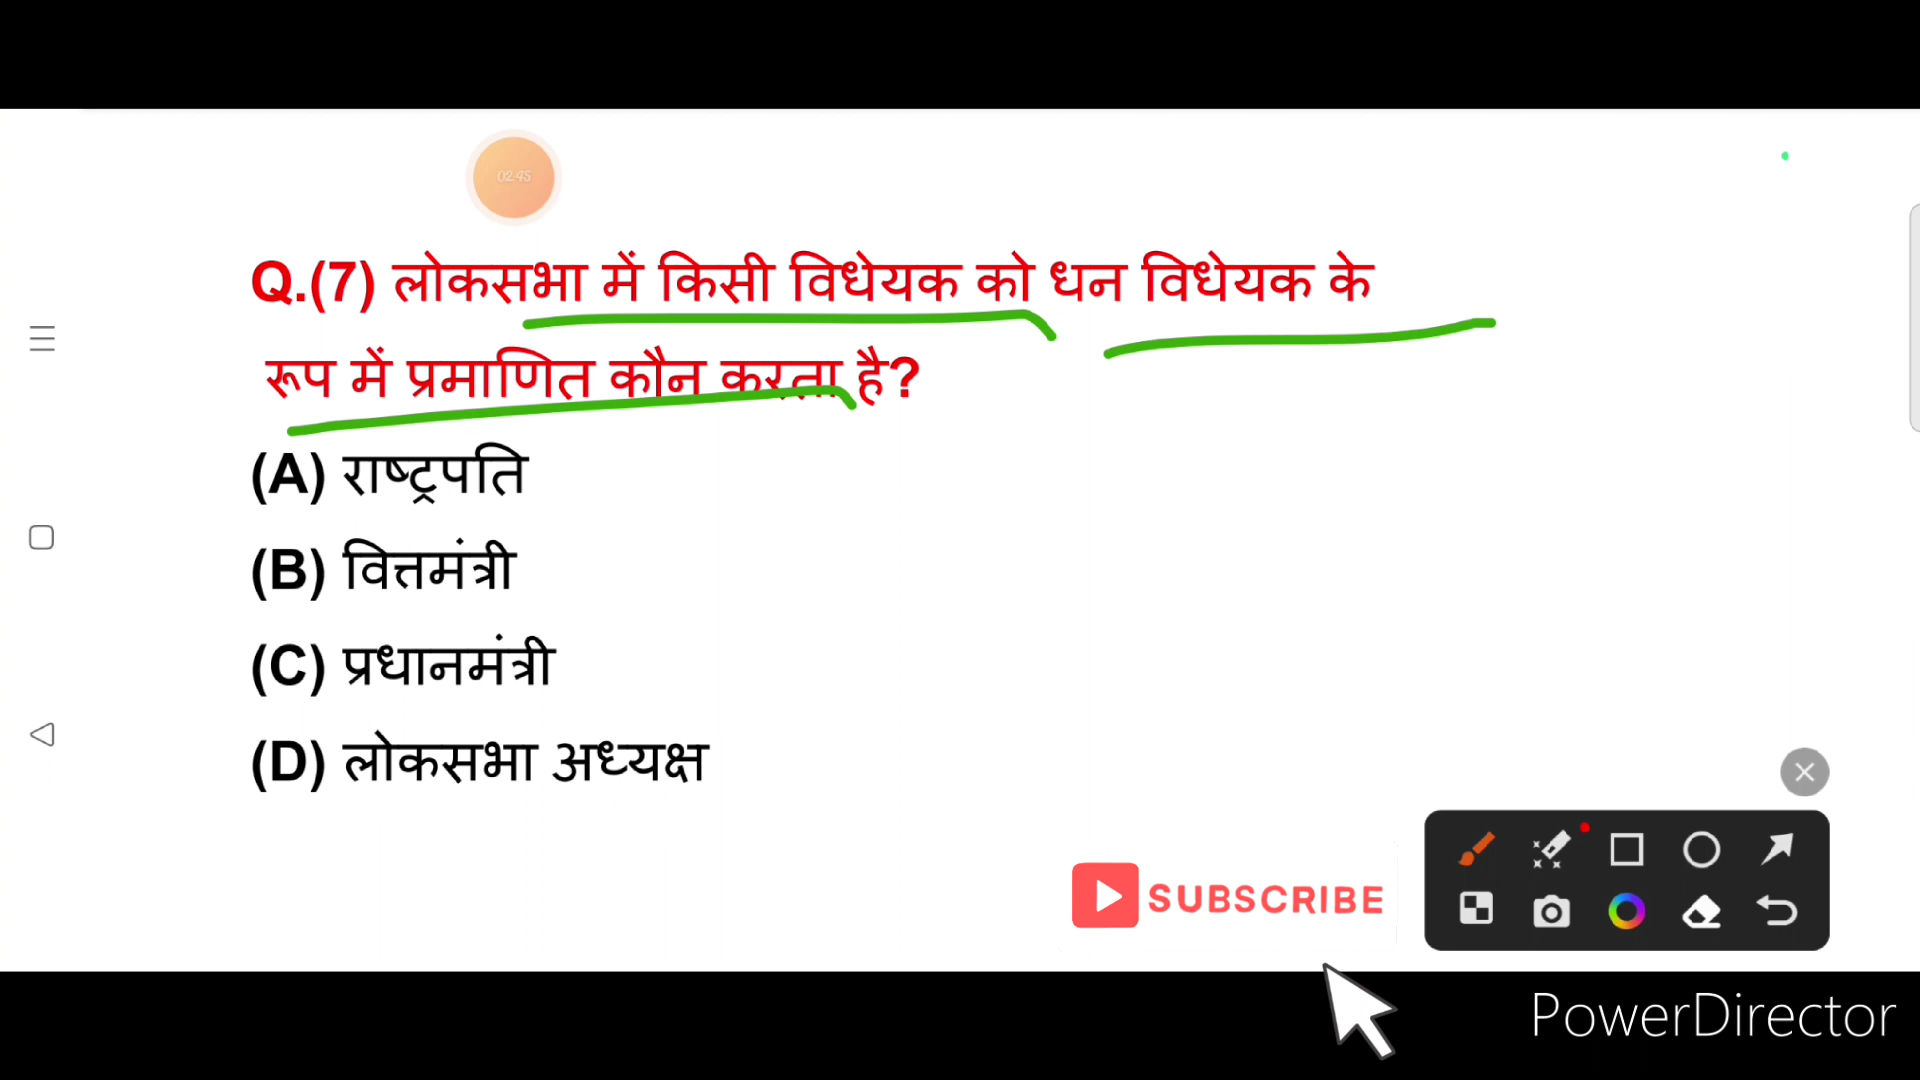 02.45
Q.(7) लोकसभा में किसी विधेयक को धन विधेयक के
रूप में प्रमाणित कौन करता है?
(A) राष्ट्रपति
(B) वित्तमंत्री
(C) प्रधानमंत्री
(D) लोकसभा अध्यक्ष
SUBSCRIBE
PowerDirector